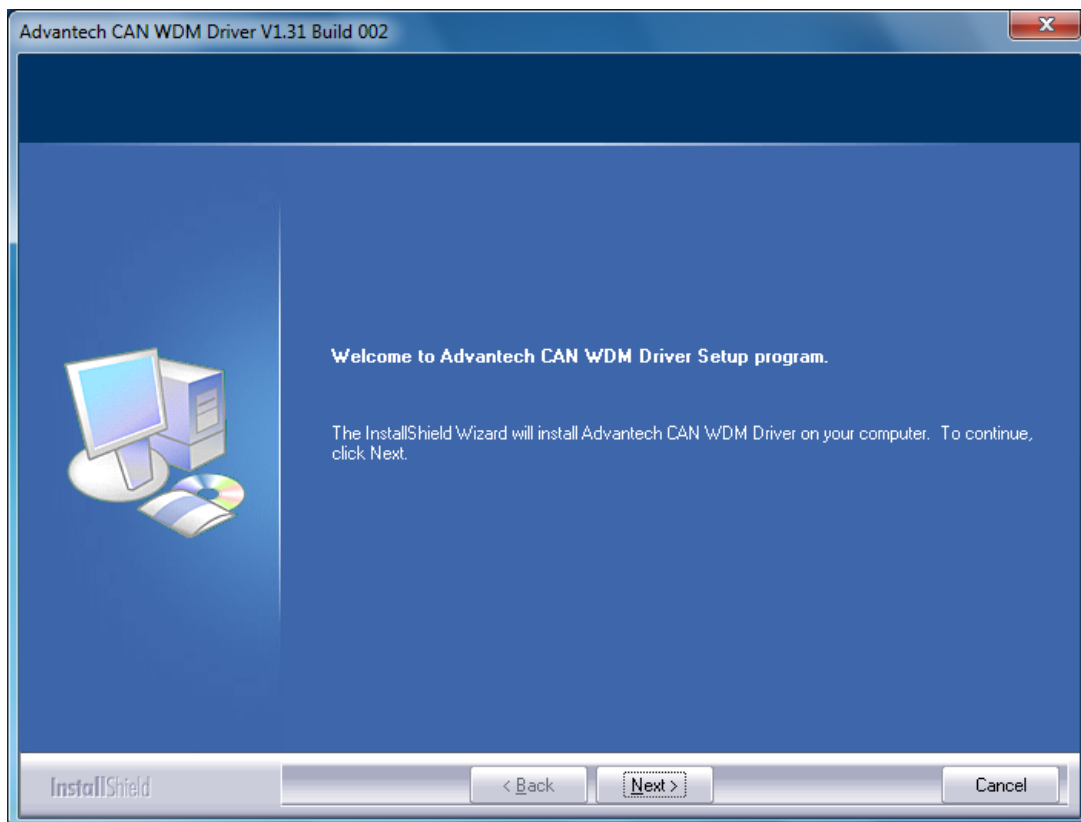 Advantech CAN WDM Driver V1.31 Build 002
Welcome to Advantech CAN WDM Driver Setup program.
The InstallShield Wizard will install Advantech CAN WDM Driver on your computer.  To continue,
click Next.
InstallShield
< Back
Next >
Cancel